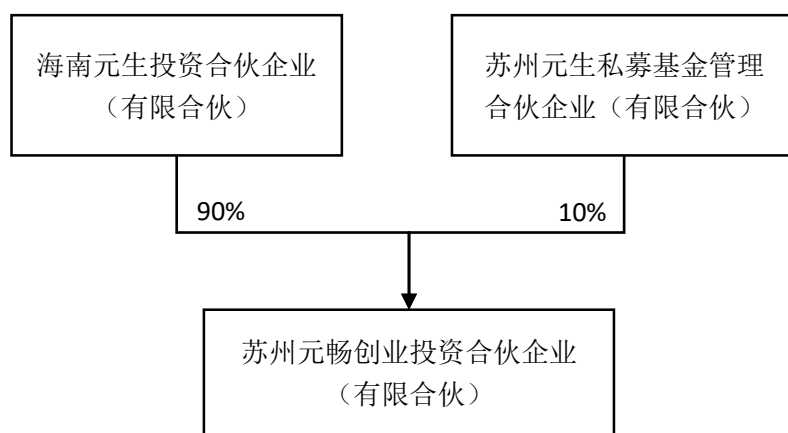 海南元生投资合伙企业
（有限合伙）
苏州元生私募基金管理
合伙企业（有限合伙）
90%
10%
苏州元畅创业投资合伙企业
（有限合伙）